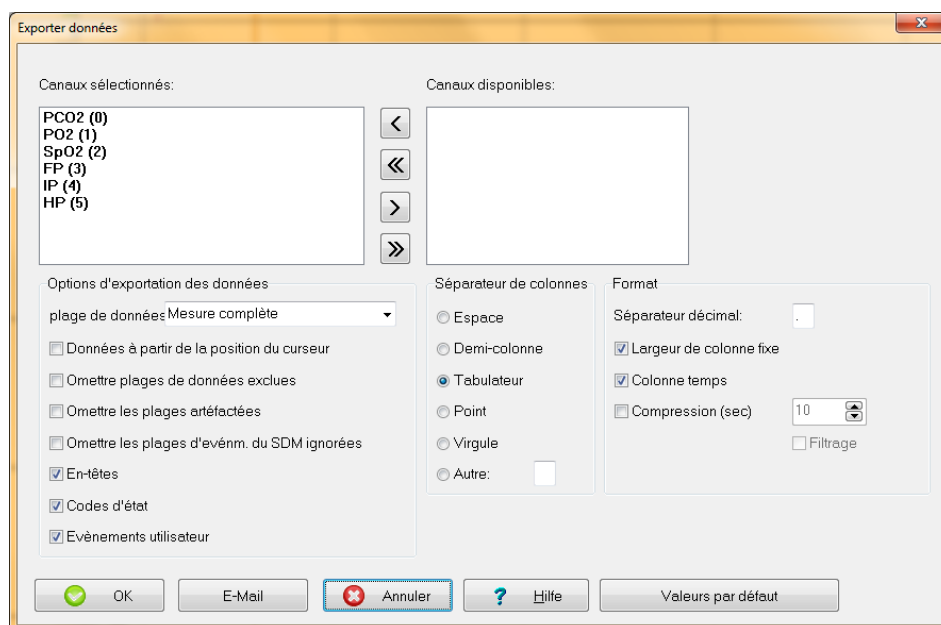 Exporter données
Canaux sélectionnés:
Canaux disponibles:
PCO2 (0)
PO2 (1)
SpO2 (2)
FP (3)
IP (4)
HP (5)
Options d'exportation des données
plage de données Mesure complète
Données à partir de la position du curseur
Omettre plages de données exclues
Omettre les plages artéfactées
Omettre les plages d'evénm. du SDM ignorées
En-têtes
Codes d'état
Evènements utilisateur
Séparateur de colonnes
Espace
Demi-colonne
Tabulateur
Point
Virgule
Autre:
Format
Séparateur décimal: .
Largeur de colonne fixe
Colonne temps
Compression (sec) 10
Filtrage
OK E-Mail Annuler ? Hilfe Valeurs par défaut